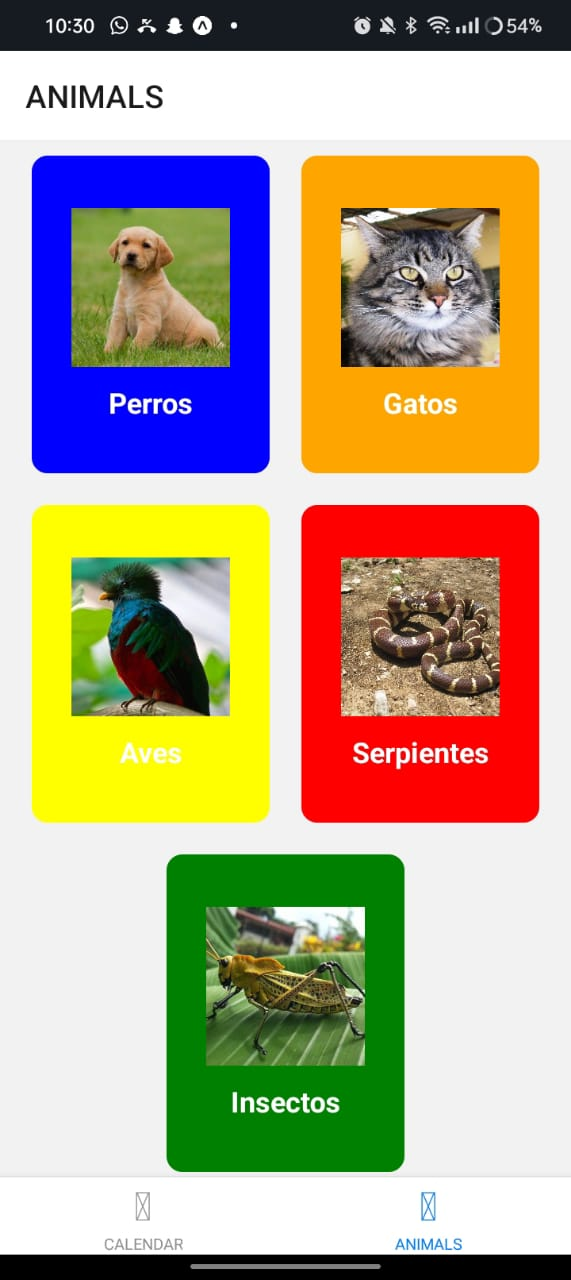 10:30
54%
ANIMALS
Perros
Gatos
Aves
Serpientes
Insectos
CALENDAR
ANIMALS